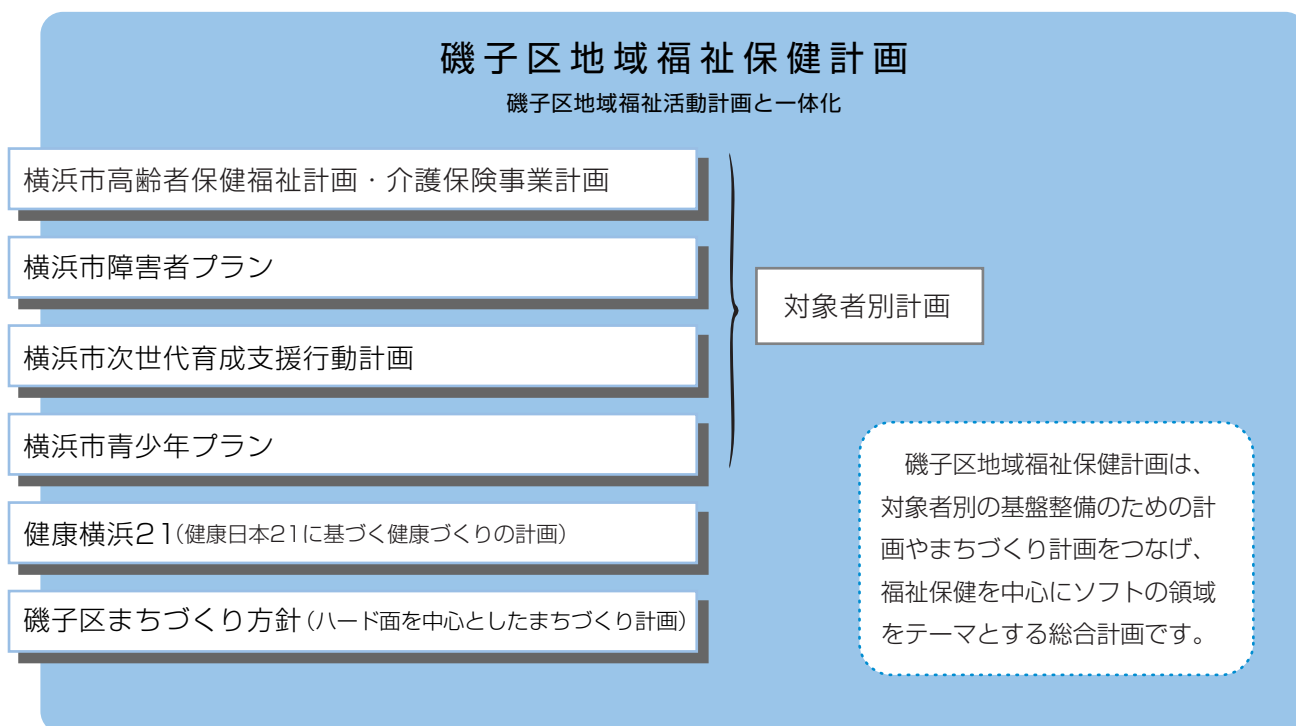 磯子区地域福祉保健計画
磯子区地域福祉活動計画と一体化
横浜市高齢者保健福祉計画・介護保険事業計画
横浜市障害者プラン
横浜市次世代育成支援行動計画
横浜市青少年プラン
対象者別計画
健康横浜21(健康日本21に基づく健康づくりの計画)
磯子区まちづくり方針(ハード面を中心としたまちづくり計画)
磯子区地域福祉保健計画は、
対象者別の基盤整備のための計
画やまちづくり計画をつなげ、
福祉保健を中心にソフトの領域
をテーマとする総合計画です。